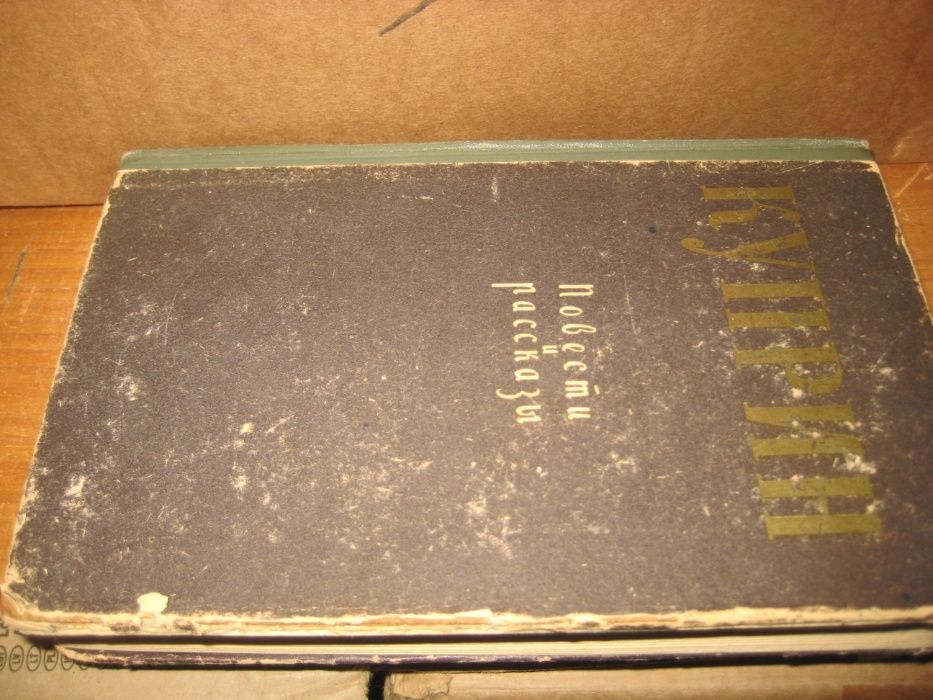 КУПРИН
Повести
и
рассказы